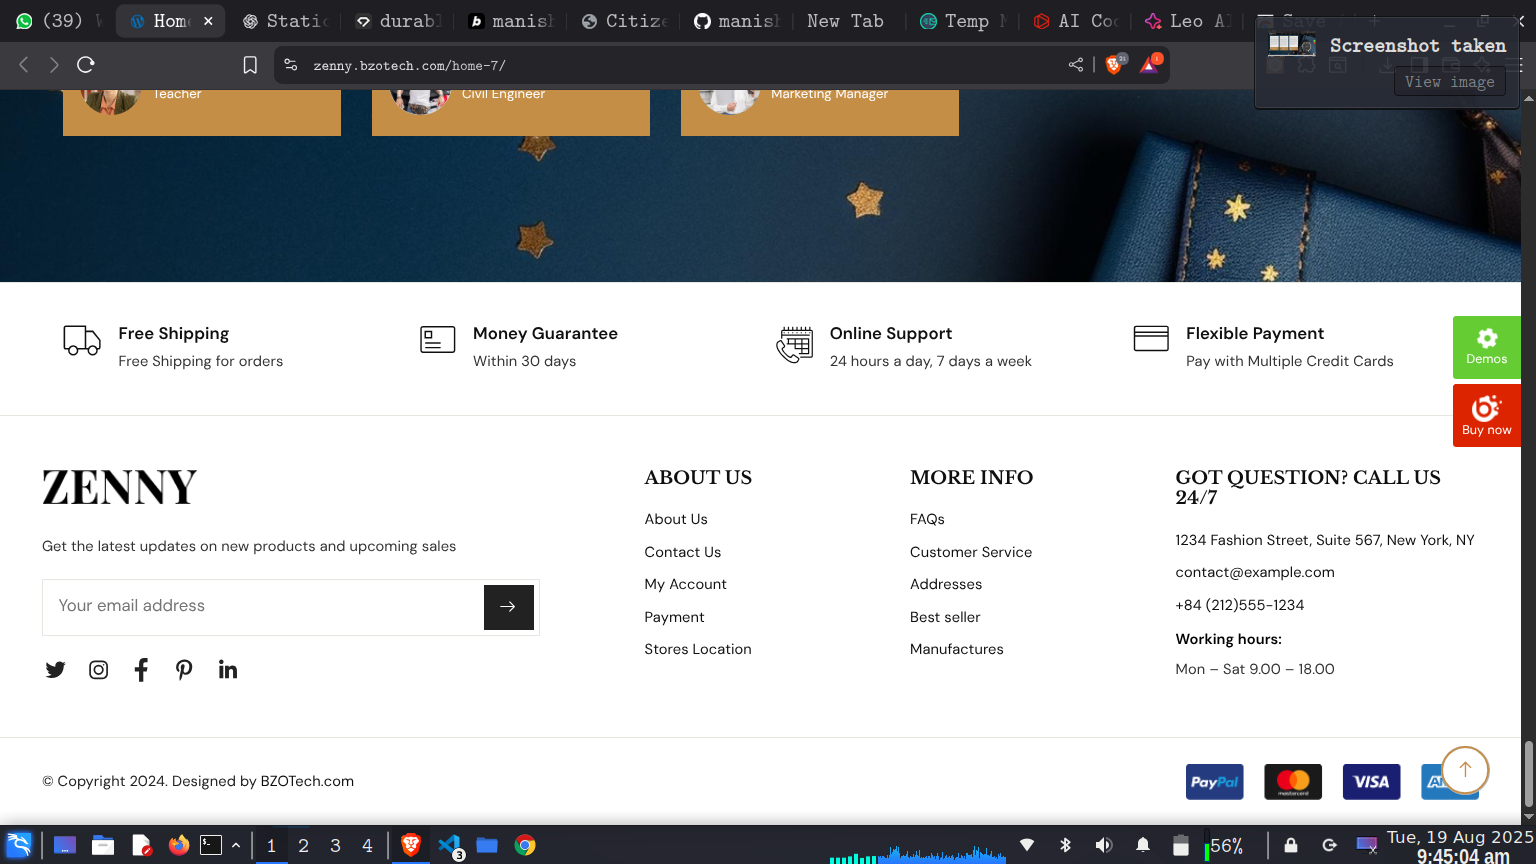 (39)
Home
Static
durabl
manish
Citize
manish
New Tab
Temp M
AI Coo
Leo AI
Save
zenny.bzotech.com/home-7/
Screenshot taken
View image
Teacher
Civil Engineer
Marketing Manager
Free Shipping
Free Shipping for orders
Money Guarantee
Within 30 days
Online Support
24 hours a day, 7 days a week
Flexible Payment
Pay with Multiple Credit Cards
Demos
Buy now
ZENNY
Get the latest updates on new products and upcoming sales
Your email address
ABOUT US
About Us
Contact Us
My Account
Payment
Stores Location
MORE INFO
FAQs
Customer Service
Addresses
Best seller
Manufactures
GOT QUESTION? CALL US
24/7
1234 Fashion Street, Suite 567, New York, NY
contact@example.com
+84 (212)555-1234
Working hours:
Mon – Sat 9.00 – 18.00
© Copyright 2024. Designed by BZOTech.com
PayPal
mastercard
VISA
1 2 3 4
3
56%
Tue, 19 Aug 2025
9:45:04 am